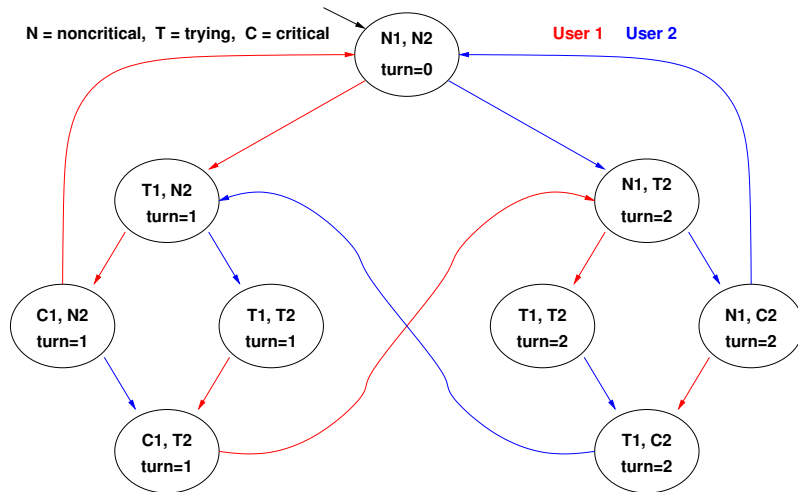 N = noncritical, T = trying, C = critical
N1, N2
turn=0
User 1 User 2
T1, N2
turn=1
N1, T2
turn=2
C1, N2
turn=1
T1, T2
turn=1
T1, T2
turn=2
N1, C2
turn=2
C1, T2
turn=1
T1, C2
turn=2